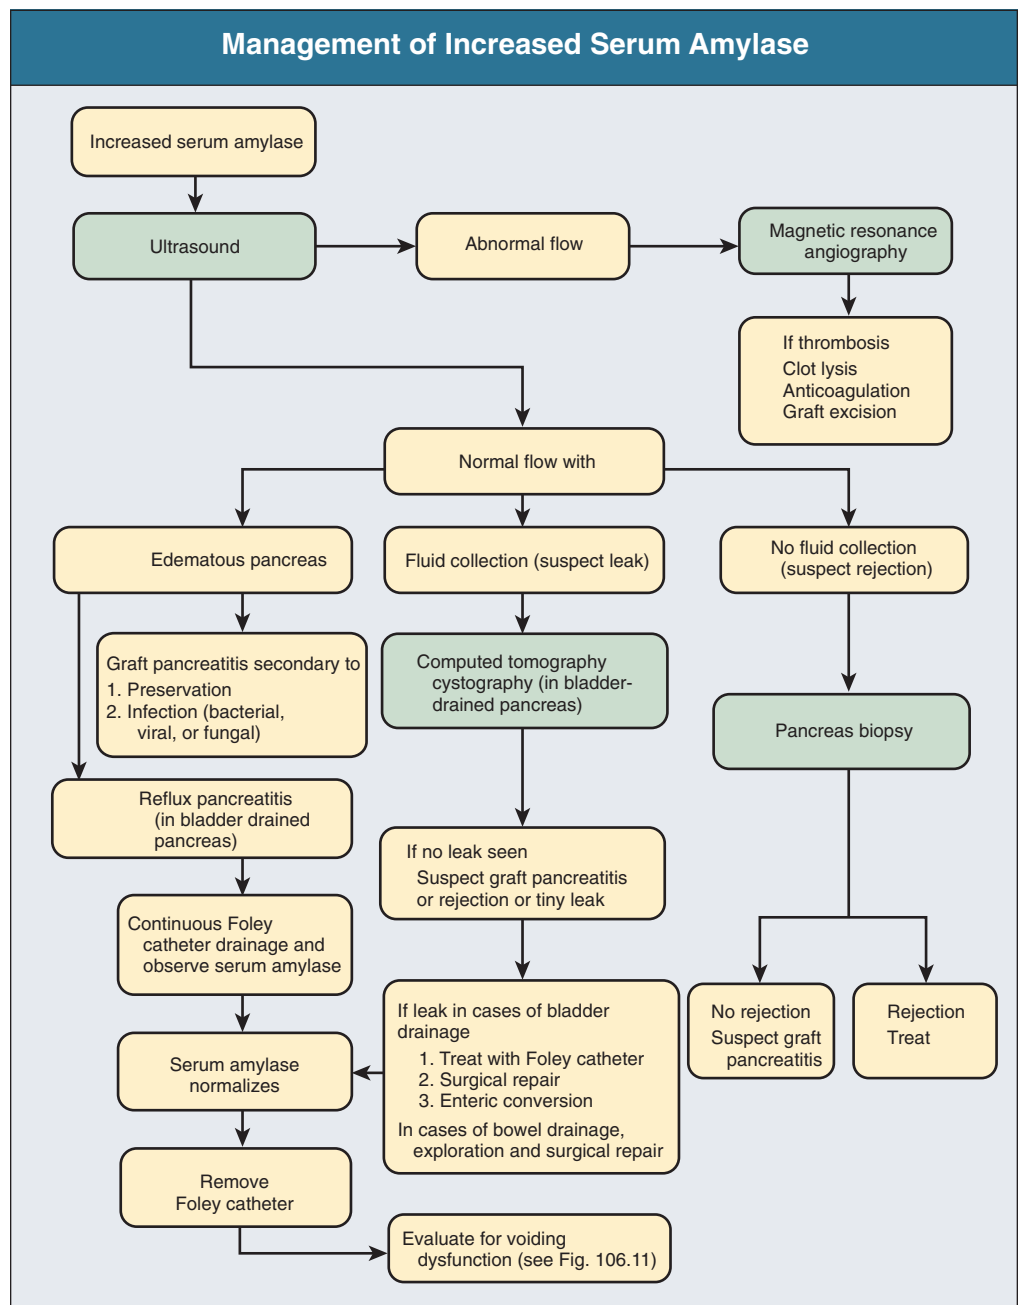 Management of Increased Serum Amylase
Increased serum amylase
Ultrasound
Abnormal flow
Magnetic resonance
angiography
If thrombosis
Clot lysis
Anticoagulation
Graft excision
Normal flow with
Edematous pancreas
Fluid collection (suspect leak)
No fluid collection
(suspect rejection)
Graft pancreatitis secondary to
1. Preservation
2. Infection (bacterial,
viral, or fungal)
Computed tomography
cystography (in bladder-
drained pancreas)
Pancreas biopsy
Reflux pancreatitis
(in bladder drained
pancreas)
If no leak seen
Suspect graft pancreatitis
or rejection or tiny leak
Continuous Foley
catheter drainage and
observe serum amylase
If leak in cases of bladder
drainage
1. Treat with Foley catheter
2. Surgical repair
3. Enteric conversion
In cases of bowel drainage,
exploration and surgical repair
No rejection
Suspect graft
pancreatitis
Rejection
Treat
Serum amylase
normalizes
Remove
Foley catheter
Evaluate for voiding
dysfunction (see Fig. 106.11)